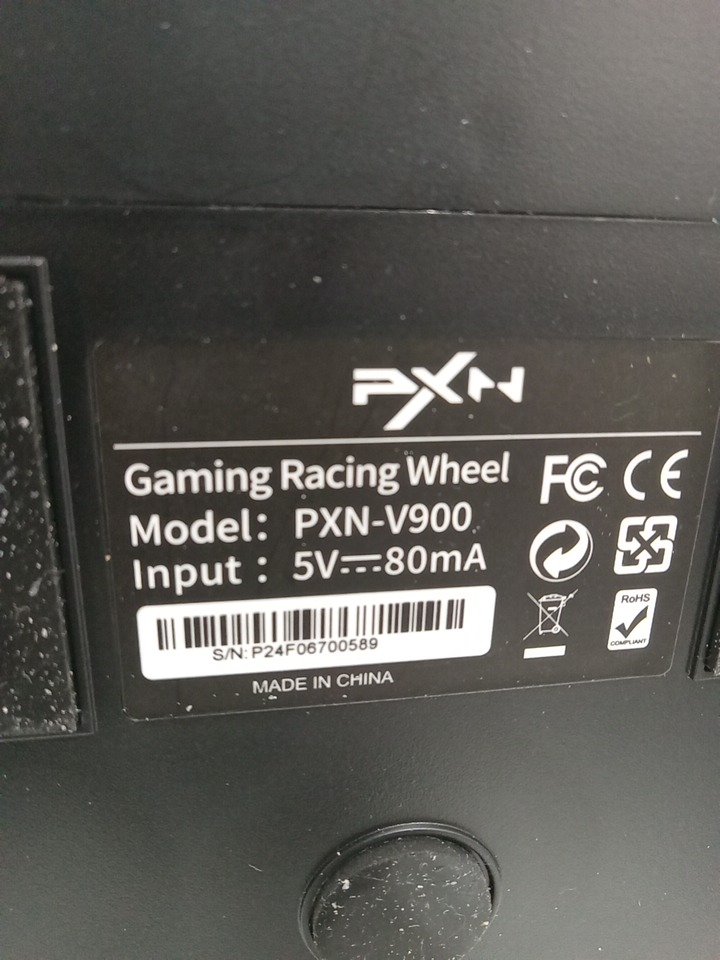 PXN
Gaming Racing Wheel
FC CE
Model: PXN-V900
Input : 5V⎓80mA
RoHS
COMPLIANT
S/N: P24F06700589
MADE IN CHINA